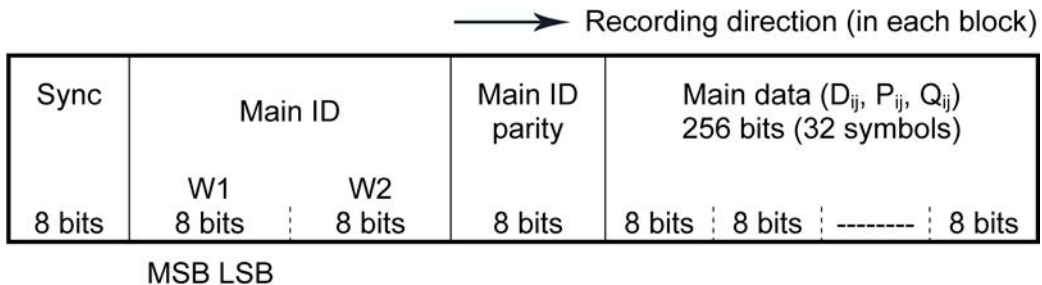 Recording direction (in each block)
Sync
Main ID
W1 W2
Main ID
parity
Main data (Dij, Pij, Qij)
256 bits (32 symbols)
8 bits 8 bits 8 bits 8 bits 8 bits 8 bits -------- 8 bits
MSB LSB